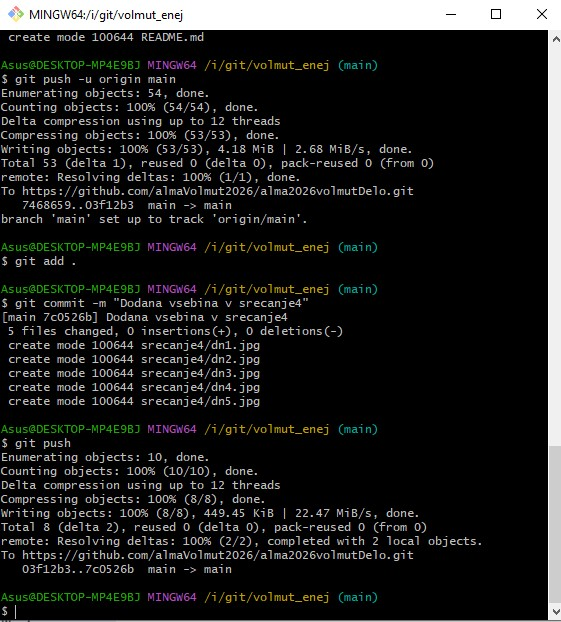 MINGW64:/i/git/volmut_enej
create mode 100644 README.md
Asus@DESKTOP-MP4E9BJ MINGW64 /i/git/volmut_enej (main)
$ git push -u origin main
Enumerating objects: 54, done.
Counting objects: 100% (54/54), done.
Delta compression using up to 12 threads
Compressing objects: 100% (53/53), done.
Writing objects: 100% (53/53), 4.18 MiB | 2.68 MiB/s, done.
Total 53 (delta 1), reused 0 (delta 0), pack-reused 0 (from 0)
remote: Resolving deltas: 100% (1/1), done.
To https://github.com/almaVolmut2026/alma2026volmutDelo.git
   7468659..03f12b3  main -> main
branch 'main' set up to track 'origin/main'.
Asus@DESKTOP-MP4E9BJ MINGW64 /i/git/volmut_enej (main)
$ git add .
Asus@DESKTOP-MP4E9BJ MINGW64 /i/git/volmut_enej (main)
$ git commit -m "Dodana vsebina v srecanje4"
[main 7c0526b] Dodana vsebina v srecanje4
 5 files changed, 0 insertions(+), 0 deletions(-)
 create mode 100644 srecanje4/dn1.jpg
 create mode 100644 srecanje4/dn2.jpg
 create mode 100644 srecanje4/dn3.jpg
 create mode 100644 srecanje4/dn4.jpg
 create mode 100644 srecanje4/dn5.jpg
Asus@DESKTOP-MP4E9BJ MINGW64 /i/git/volmut_enej (main)
$ git push
Enumerating objects: 10, done.
Counting objects: 100% (10/10), done.
Delta compression using up to 12 threads
Compressing objects: 100% (8/8), done.
Writing objects: 100% (8/8), 449.45 KiB | 22.47 MiB/s, done.
Total 8 (delta 2), reused 0 (delta 0), pack-reused 0 (from 0)
remote: Resolving deltas: 100% (2/2), completed with 2 local objects.
To https://github.com/almaVolmut2026/alma2026volmutDelo.git
   03f12b3..7c0526b  main -> main
Asus@DESKTOP-MP4E9BJ MINGW64 /i/git/volmut_enej (main)
$